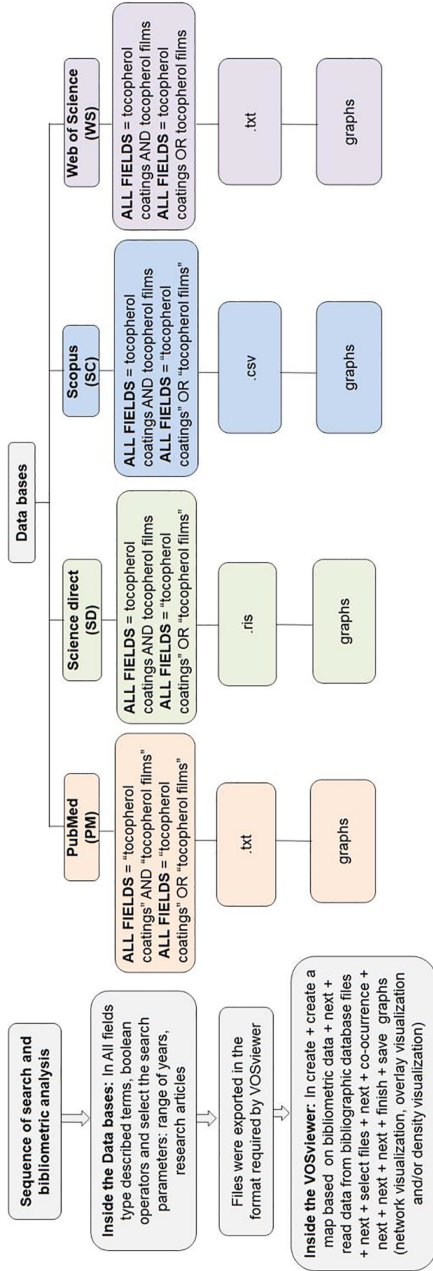 Sequence of search and
bibliometric analysis
Inside the Data bases: In All fields
type described terms, boolean
operators and select the search
parameters: range of years,
research articles
Files were exported in the
format required by VOSviewer
Inside the VOSviewer: In create + create a
map based on bibliometric data + next +
read data from bibliographic database files
+ next + select files + next + co-ocurrence +
next + next + next + finish + save graphs
(network visualization, overlay visualization
and/or density visualization)
Data bases
PubMed
(PM)
ALL FIELDS = “tocopherol
coatings” AND “tocopherol films”
ALL FIELDS = “tocopherol
coatings” OR “tocopherol films”
.txt
graphs
Science direct
(SD)
ALL FIELDS = tocopherol
coatings AND tocopherol films
ALL FIELDS = “tocopherol
coatings” OR “tocopherol films”
.ris
graphs
Scopus
(SC)
ALL FIELDS = tocopherol
coatings AND tocopherol films
ALL FIELDS = “tocopherol
coatings” OR “tocopherol films”
.csv
graphs
Web of Science
(WS)
ALL FIELDS = tocopherol
coatings AND tocopherol films
ALL FIELDS = tocopherol
coatings OR tocopherol films
.txt
graphs